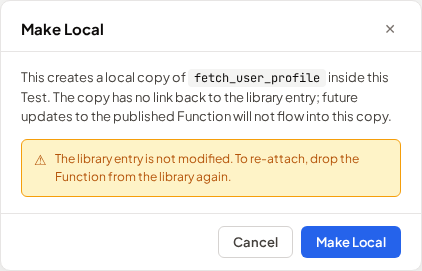 Make Local
This creates a local copy of fetch_user_profile inside this
Test. The copy has no link back to the library entry; future
updates to the published Function will not flow into this copy.
The library entry is not modified. To re-attach, drop the
Function from the library again.
Cancel Make Local